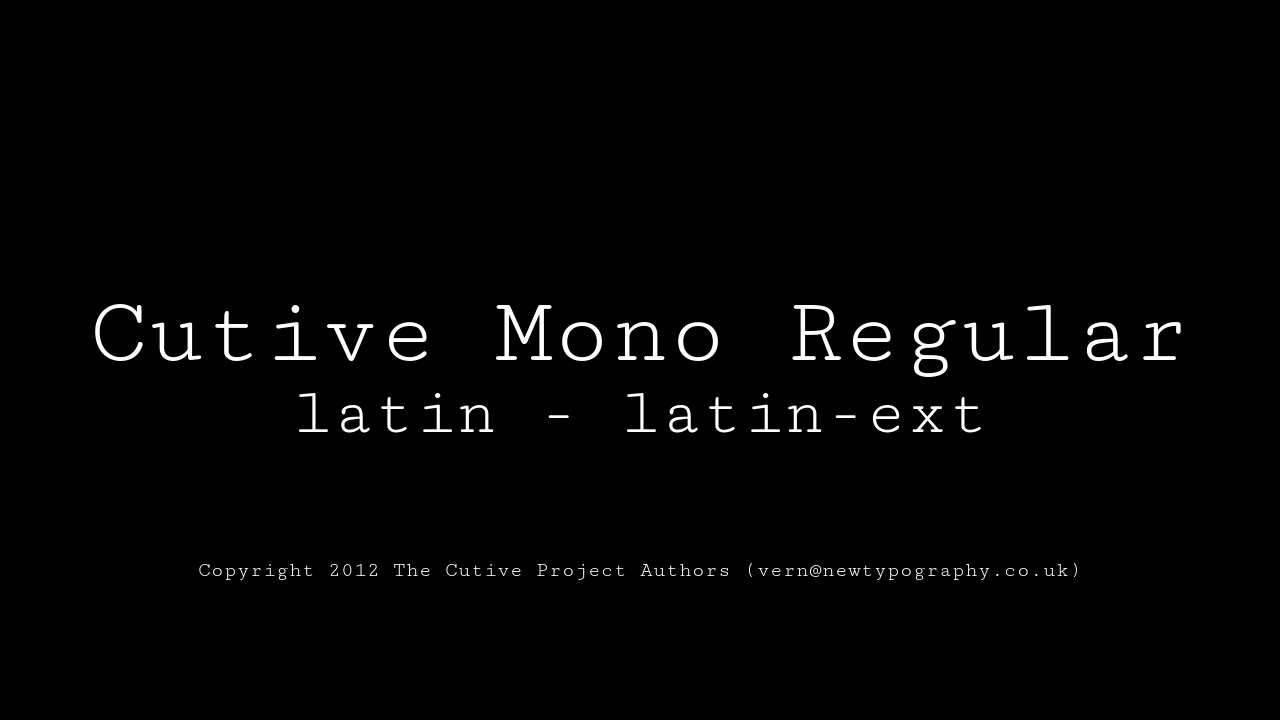 Cutive Mono Regular
latin - latin-ext
Copyright 2012 The Cutive Project Authors (vern@newtypography.co.uk)